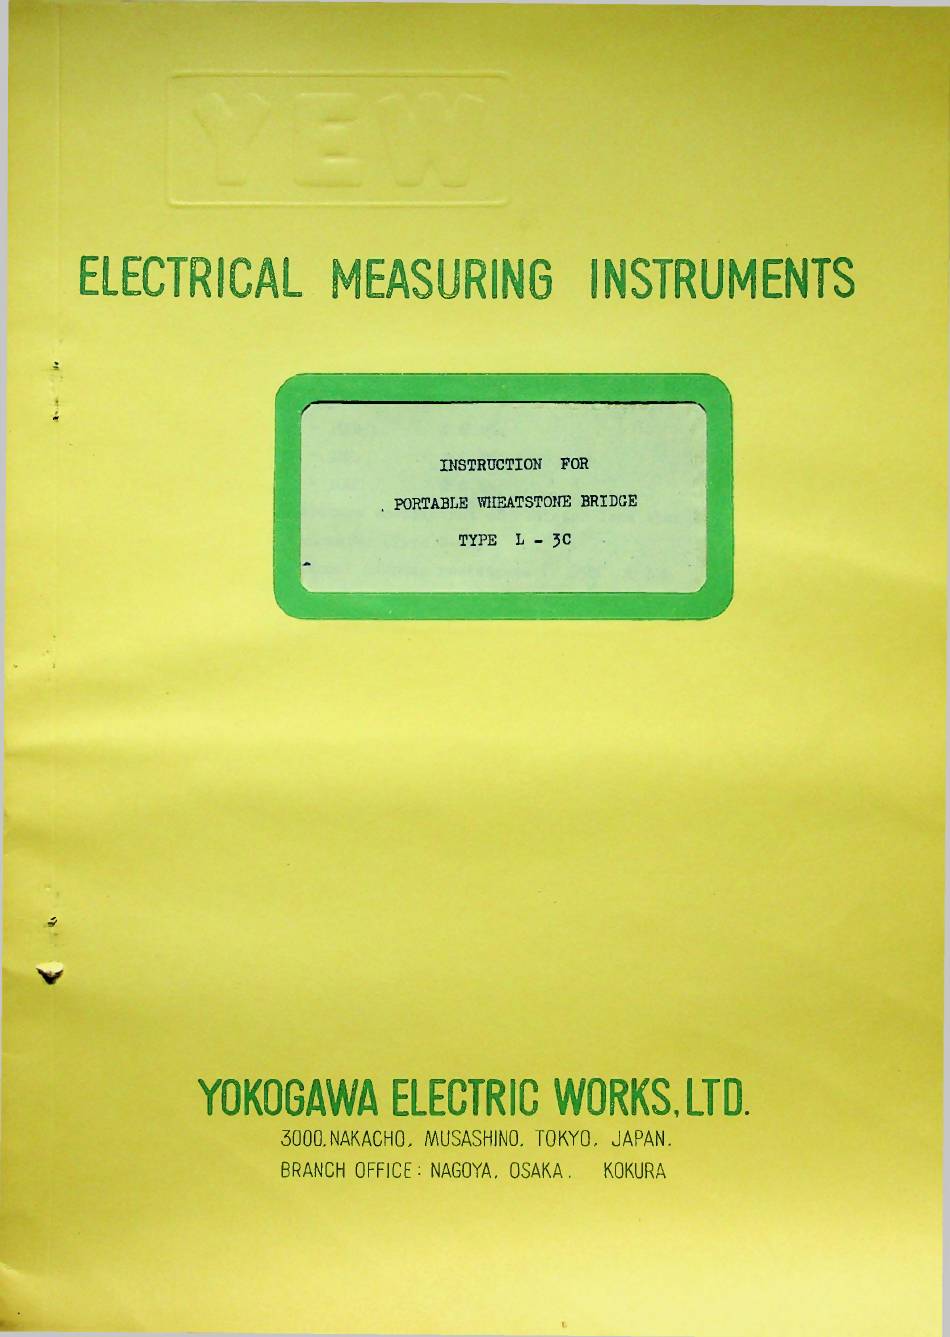 YEW
ELECTRICAL MEASURING INSTRUMENTS
INSTRUCTION FOR
PORTABLE WHEATSTONE BRIDGE
TYPE L - 3C
YOKOGAWA ELECTRIC WORKS, LTD.
3000, NAKACHO, MUSASHINO, TOKYO, JAPAN.
BRANCH OFFICE: NAGOYA, OSAKA. KOKURA